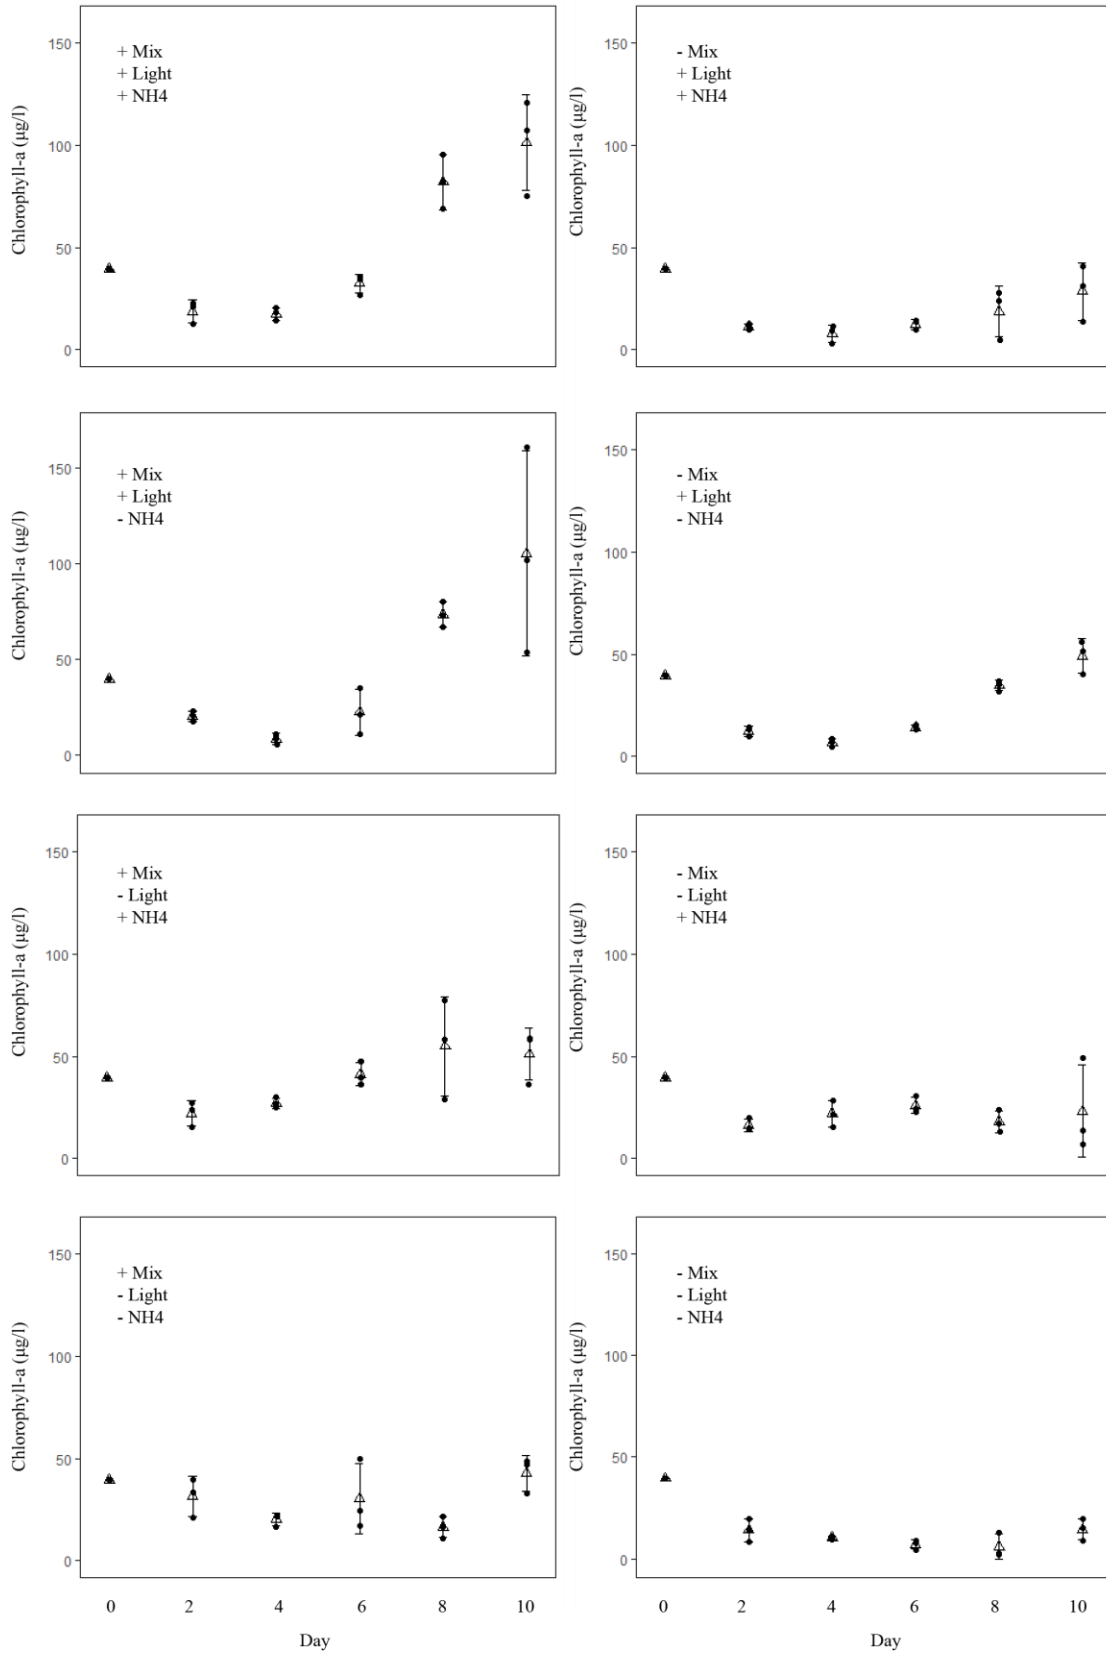 Chlorophyll-a (µg/l)
150
100
50
0
+ Mix
+ Light
+ NH4
Chlorophyll-a (µg/l)
150
100
50
0
- Mix
+ Light
+ NH4
Chlorophyll-a (µg/l)
150
100
50
0
+ Mix
+ Light
- NH4
Chlorophyll-a (µg/l)
150
100
50
0
- Mix
+ Light
- NH4
Chlorophyll-a (µg/l)
150
100
50
0
+ Mix
- Light
+ NH4
Chlorophyll-a (µg/l)
150
100
50
0
- Mix
- Light
+ NH4
Chlorophyll-a (µg/l)
150
100
50
0
+ Mix
- Light
- NH4
0 2 4 6 8 10
Day
Chlorophyll-a (µg/l)
150
100
50
0
- Mix
- Light
- NH4
0 2 4 6 8 10
Day